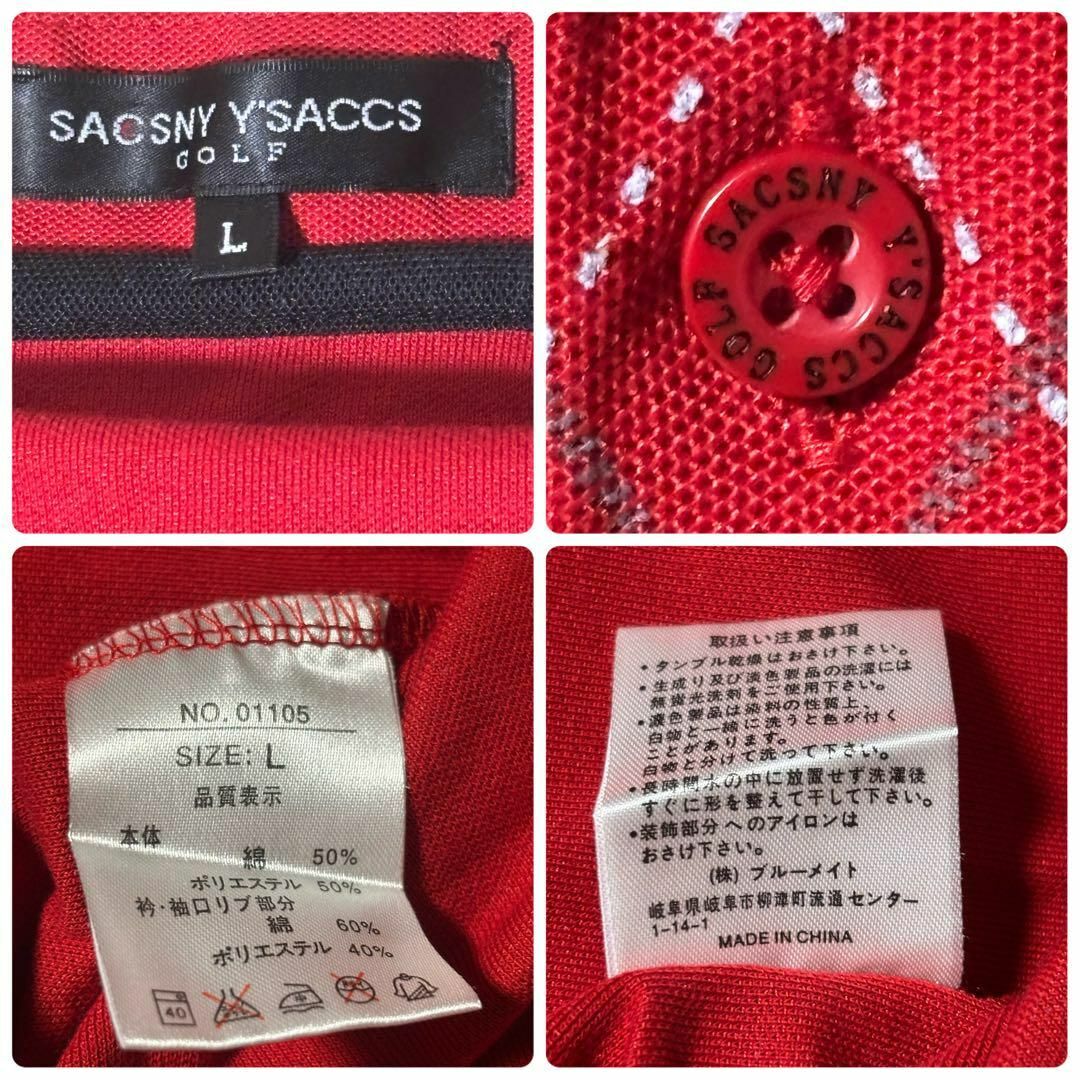 SACSNY Y'SACCS
GOLF
L
SACSNY Y'SACCS GOLF
NO. 01105
SIZE: L
品質表示
本体
綿 50%
ポリエステル 50%
衿・袖口リブ部分
綿 60%
ポリエステル 40%
40
中
取扱い注意事項
・タンブル乾燥はおさけ下さい。
・生成り及び淡色製品の洗濯には
無蛍光洗剤をご使用下さい。
・濃色製品は染料の性質上、
白物と一緒に洗うと色が付く
ことがあります。
白物と分けて洗って下さい。
・長時間水の中に放置せず洗濯後
すぐに形を整えて干して下さい。
・装飾部分へのアイロンは
おさけ下さい。
(株) ブルーメイト
岐阜県岐阜市柳津町流通センター
1-14-1
MADE IN CHINA